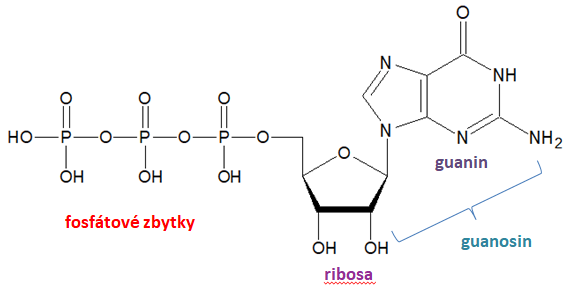 O
N
NH
O O O
HO P O P O P O
N
N
NH2
OH OH OH
O
guanin
fosfátové zbytky
guanosin
OH OH
ribosa